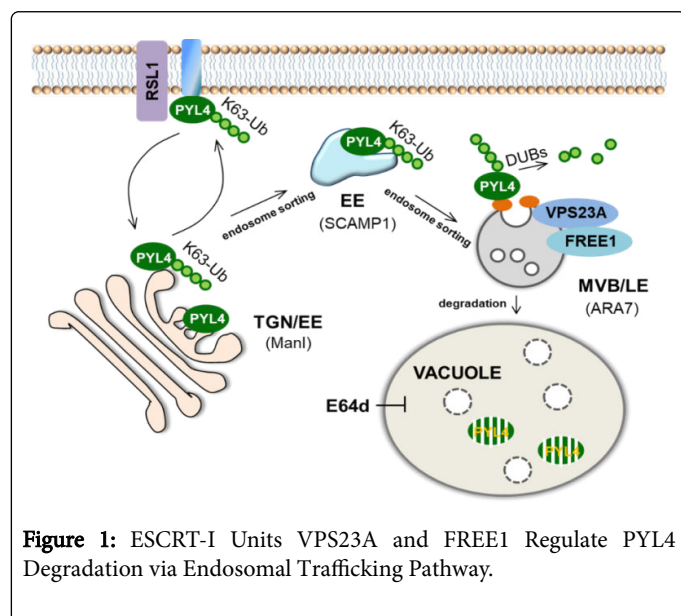 RSL1
PYL4
K63-Ub
PYL4
K63-Ub
EE
(SCAMP1)
endosome sorting
endosome sorting
PYL4
DUBs
VPS23A
FREE1
MVB/LE
(ARA7)
PYL4
K63-Ub
PYL4
TGN/EE
(ManI)
degradation
VACUOLE
E64d
PYL4
PYL4
Figure 1: ESCRT-I Units VPS23A and FREE1 Regulate PYL4
Degradation via Endosomal Trafficking Pathway.